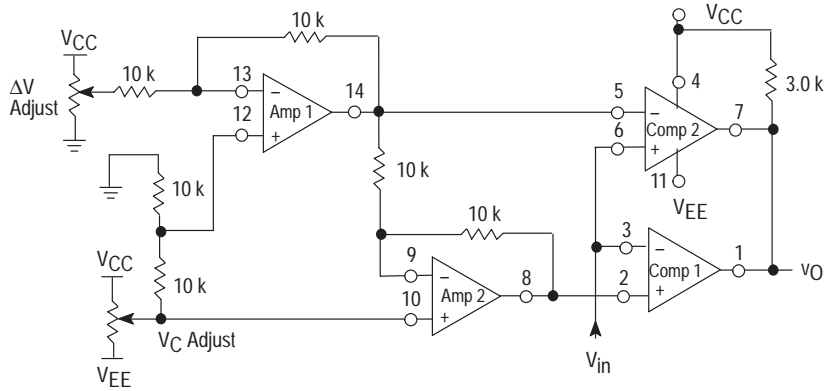 10 k
VCC
VCC
10 k
ΔV
Adjust
13
12
Amp 1
14
4
5
6
Comp 2
7
3.0 k
10 k
10 k
11
VEE
10 k
VCC
10 k
9
10
Amp 2
8
3
2
Comp 1
1
vO
VC Adjust
VEE
Vin